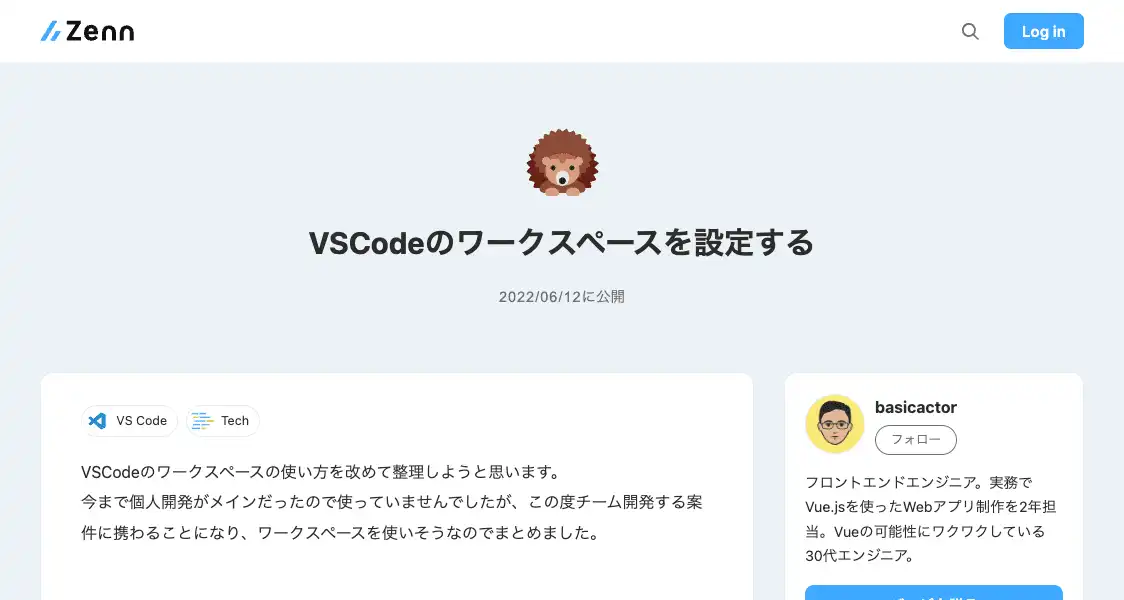 Zenn
Log in
VSCodeのワークスペースを設定する
2022/06/12に公開
VS Code
Tech
VSCodeのワークスペースの使い方を改めて整理しようと思います。
今まで個人開発がメインだったので使っていませんでしたが、この度チーム開発する案
件に携わることになり、ワークスペースを使いそうなのでまとめました。
basicactor
フォロー
フロントエンドエンジニア。実務で
Vue.jsを使ったWebアプリ制作を2年担
当。Vueの可能性にワクワクしている
30代エンジニア。